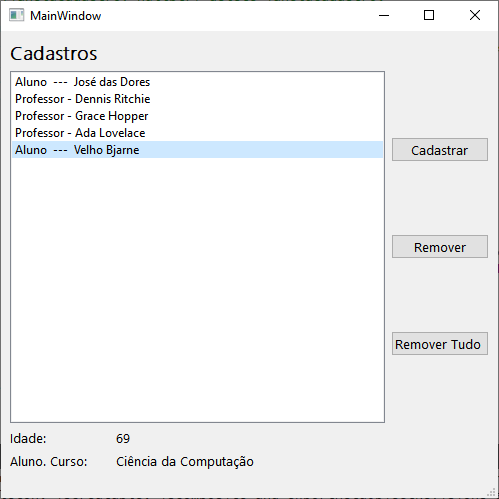 MainWindow
Cadastros
Aluno --- José das Dores
Professor - Dennis Ritchie
Professor - Grace Hopper
Professor - Ada Lovelace
Aluno --- Velho Bjarne
Cadastrar
Remover
Remover Tudo
Idade: 69
Aluno. Curso: Ciência da Computação